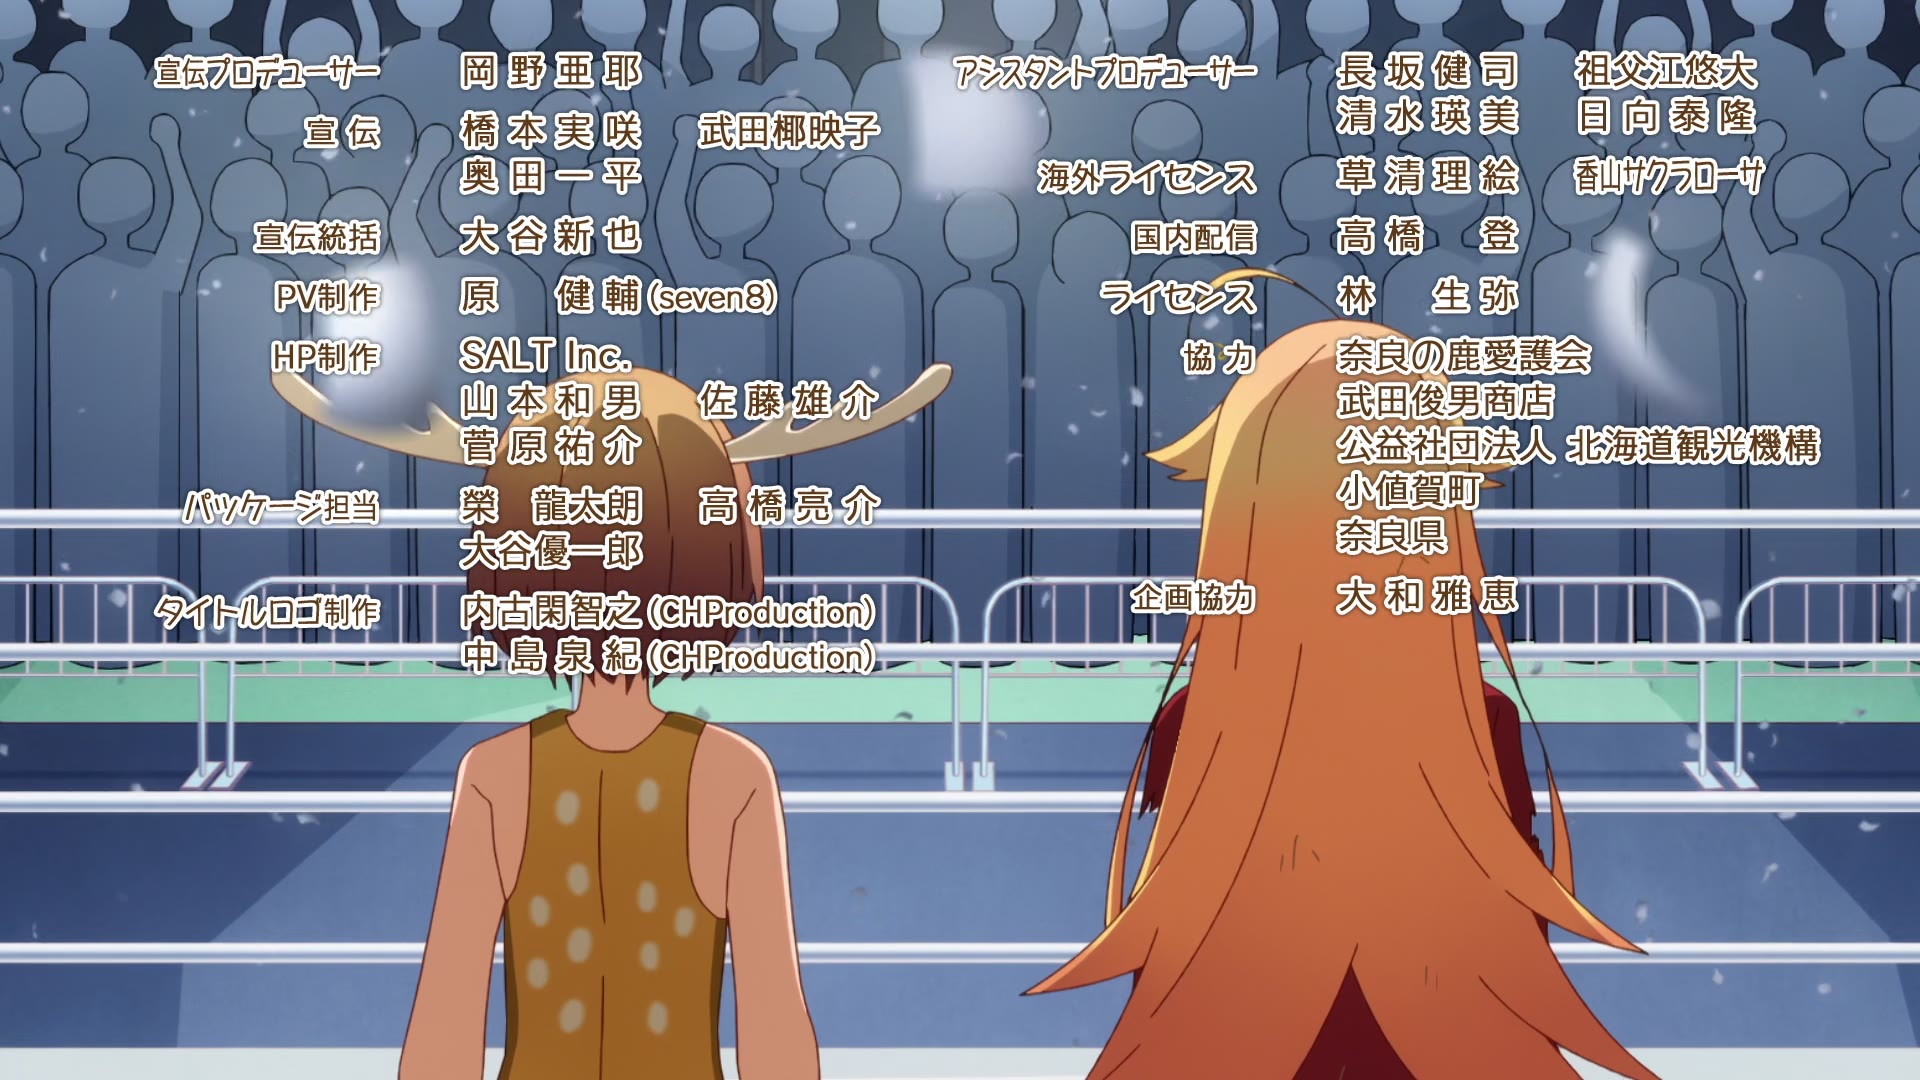 宣伝プロデューサー 岡野亜耶
宣伝 橋本実咲 武田椰映子
奥田一平
宣伝統括 大谷新也
PV制作 原 健輔(seven8)
HP制作 SALT Inc.
山本和男 佐藤雄介
菅原祐介
パッケージ担当 榮 龍太朗 高橋亮介
大谷優一郎
タイトルロゴ制作 内古閑智之(CHProduction)
中島泉紀(CHProduction)
アシスタントプロデューサー 長坂健司 祖父江悠大
清水瑛美 日向泰隆
海外ライセンス 草清理絵 香山サクラローサ
国内配信 高橋 登
ライセンス 林 生弥
協力 奈良の鹿愛護会
武田俊男商店
公益社団法人 北海道観光機構
小値賀町
奈良県
企画協力 大和雅恵